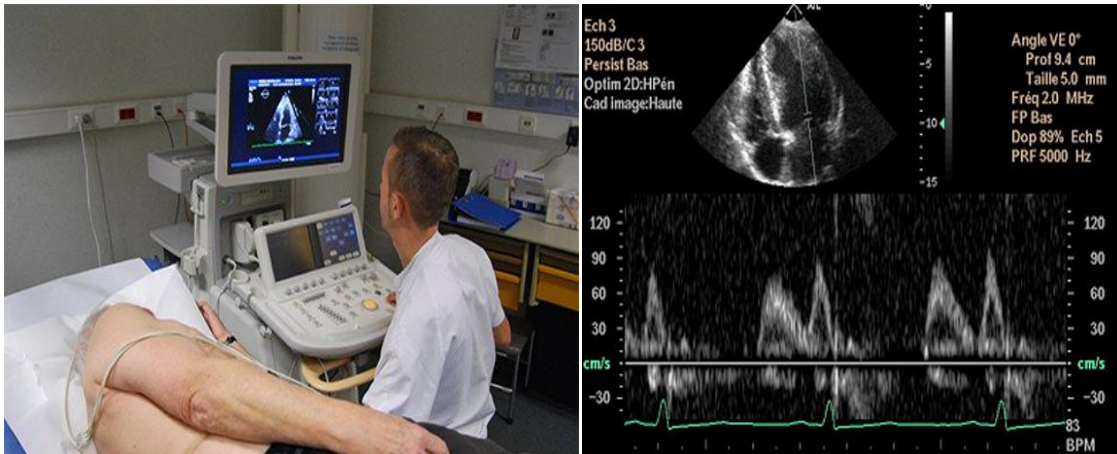 PHILIPS
Ech 3
150dB/C 3
Persist Bas
Optim 2D:HPén
Cad image:Haute
Angle VE 0°
Prof 9.4 cm
Taille 5.0 mm
Fréq 2.0 MHz
FP Bas
Dop 89% Ech 5
PRF 5000 Hz
-0
-5
-10
-15
120
90
60
30
cm/s
-30
120
90
60
30
cm/s
-30
83
BPM